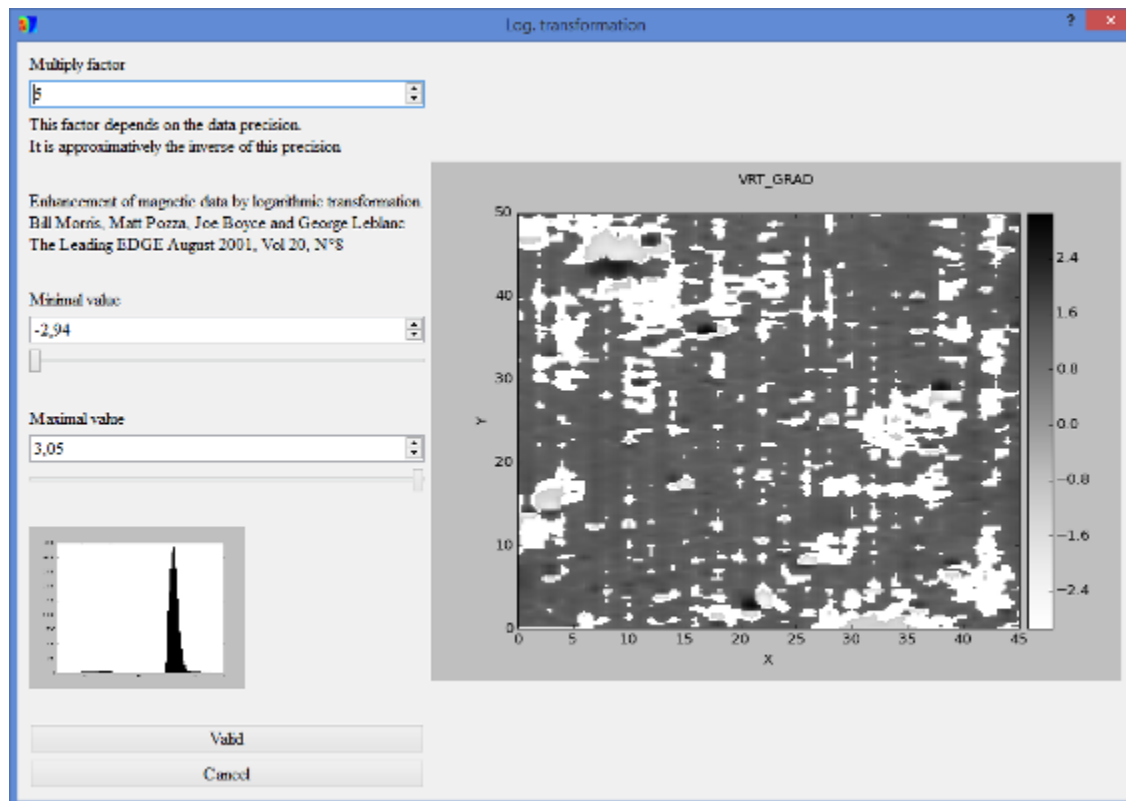 Log. transformation
?
Multiply factor
5
This factor depends on the data precision.
It is approximatively the inverse of this precision
Enhancement of magnetic data by logarithmic transformation
Bill Morris, Matt Pozza, Joe Boyce and George Leblanc
The Leading EDGE August 2001, Vol 20, N°8
Minimal value
-2,94
Maximal value
3,05
Valid
Cancel
VRT_GRAD
50
40
30
20
10
0
Y
0 5 10 15 20 25 30 35 40 45
X
2.4
1.6
0.8
0.0
−0.8
−1.6
−2.4